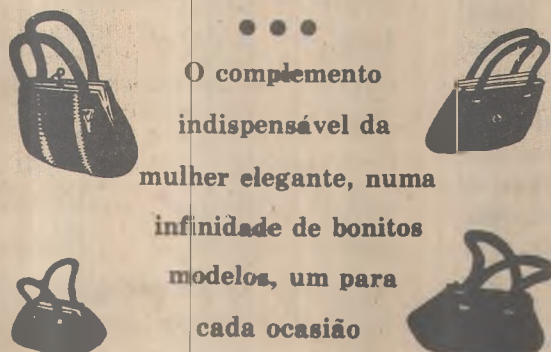 O complemento
indispensável da
mulher elegante, numa
infinidade de bonitos
modelos, um para
cada ocasião